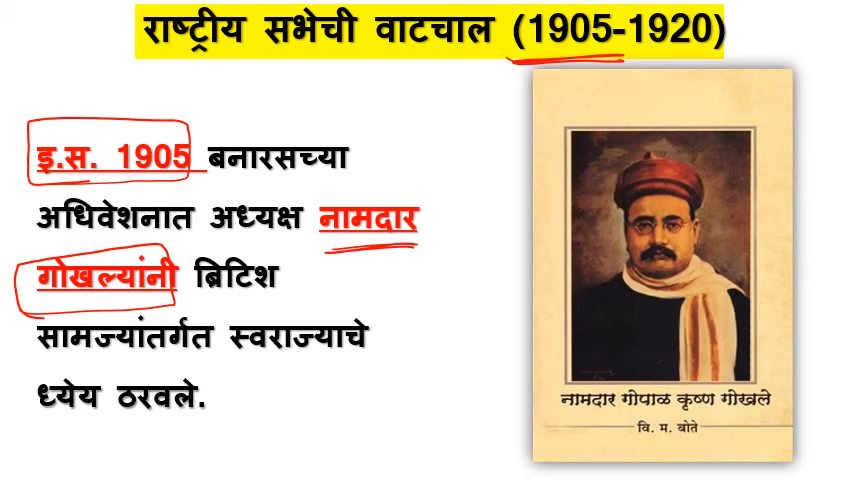 राष्ट्रीय सभेची वाटचाल (1905-1920)
इ.स. 1905 बनारसच्या
अधिवेशनात अध्यक्ष नामदार
गोखल्यांनी ब्रिटिश
सामज्यांतर्गत स्वराज्याचे
ध्येय ठरवले.
नामदार गोपाळ कृष्ण गोखले
वि. म. बोते